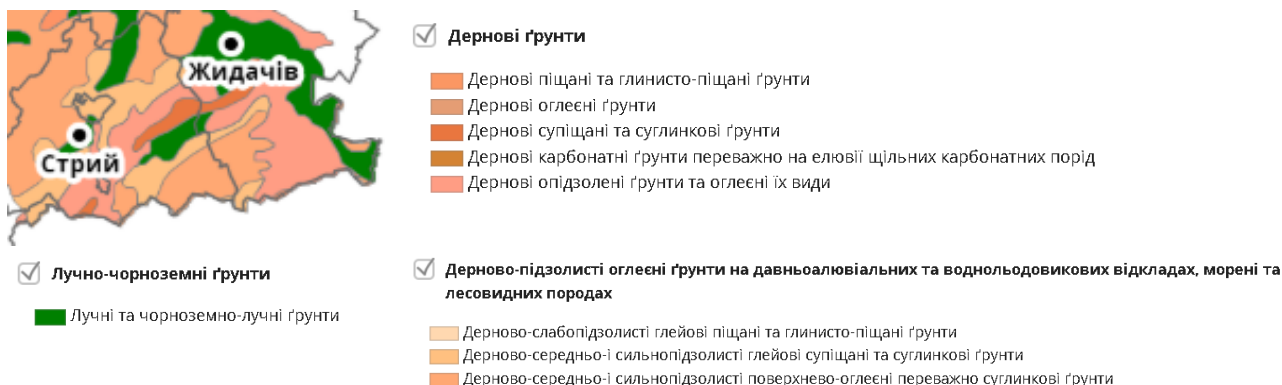 Жидачів
Стрий
Дернові ґрунти
Дернові піщані та глинисто-піщані ґрунти
Дернові оглеєні ґрунти
Дернові супіщані та суглинкові ґрунти
Дернові карбонатні ґрунти переважно на елювії щільних карбонатних порід
Дернові опідзолені ґрунти та оглеєні їх види
Лучно-чорноземні ґрунти
Лучні та чорноземно-лучні ґрунти
Дерново-підзолисті оглеєні ґрунти на давньоалювіальних та воднольодовикових відкладах, морені та
лесовидних породах
Дерново-слабопідзолисті глейові піщані та глинисто-піщані ґрунти
Дерново-середньо-і сильнопідзолисті глейові супіщані та суглинкові ґрунти
Дерново-середньо-і сильнопідзолисті поверхнево-оглеєні переважно суглинкові ґрунти